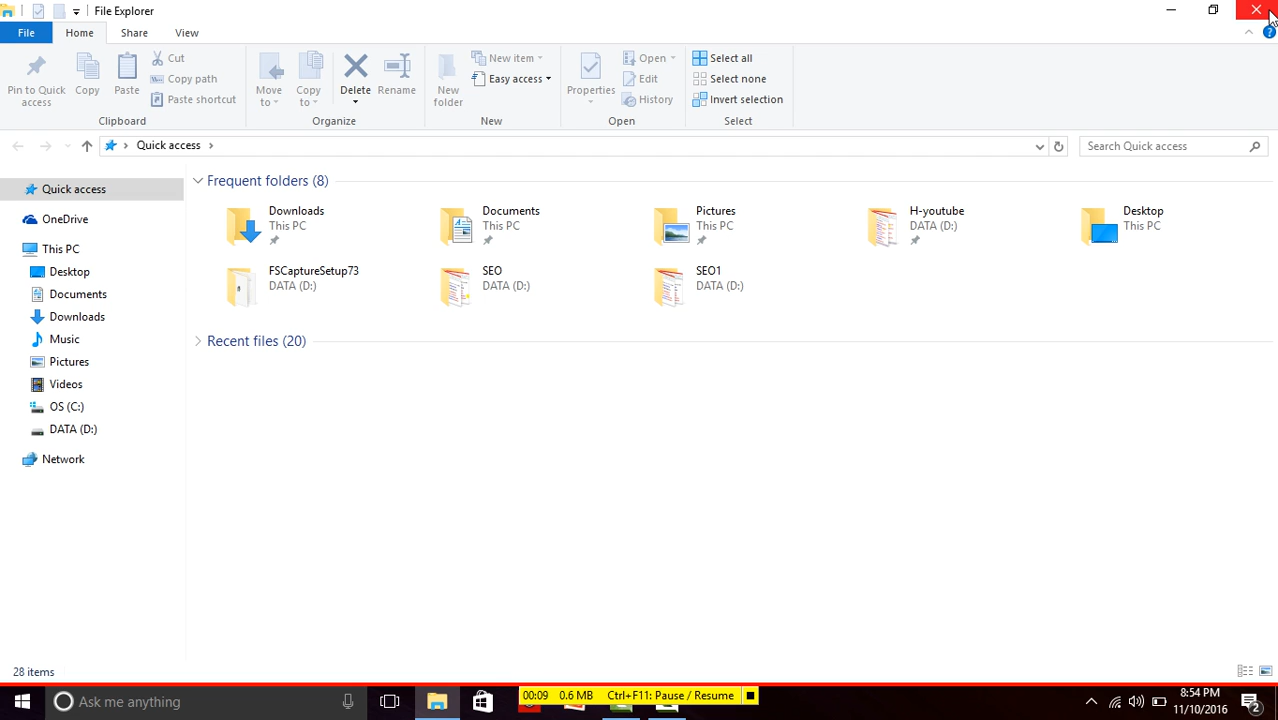 File Explorer
File Home Share View
Pin to Quick access
Copy
Paste
Cut
Copy path
Paste shortcut
Clipboard
Move to
Copy to
Delete
Rename
Organize
New folder
New item
Easy access
New
Properties
Open
Edit
History
Open
Select all
Select none
Invert selection
Select
Quick access
Search Quick access
Quick access
OneDrive
This PC
Desktop
Documents
Downloads
Music
Pictures
Videos
OS (C:)
DATA (D:)
Network
Frequent folders (8)
Downloads
This PC
Documents
This PC
Pictures
This PC
H-youtube
DATA (D:)
Desktop
This PC
FSCaptureSetup73
DATA (D:)
SEO
DATA (D:)
SEO1
DATA (D:)
Recent files (20)
28 items
Ask me anything
00:09 0.6 MB Ctrl+F11: Pause / Resume
8:54 PM
11/10/2016
2